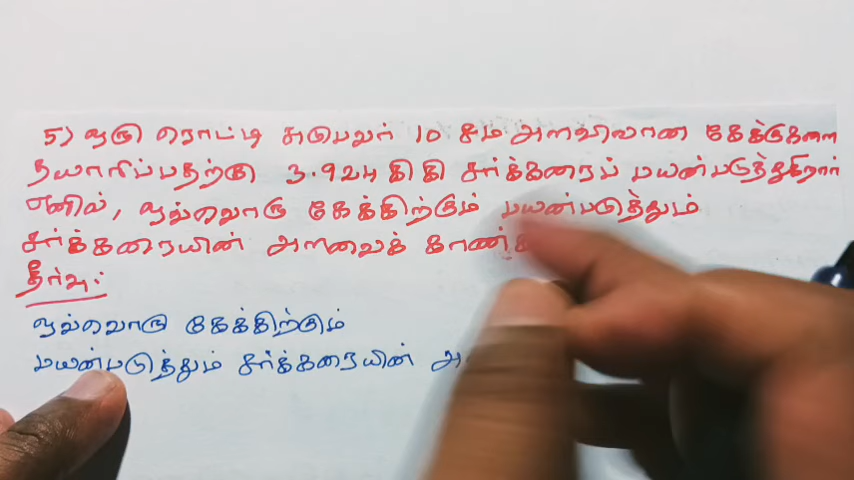 5) ஒரு ரொட்டி சுடுபவர் 10 சம அளவிலான கேக்குகளை
தயாரிப்பதற்கு 3.924 கி கி சர்க்கரைப் பயன்படுத்துகிறார்
எனில், ஒவ்வொரு கேக்கிற்கும் பயன்படுத்தும்
சர்க்கரையின் அளவைக்
தீர்வு:
ஒவ்வொரு கேக்கிற்கும்
பயன்படுத்தும் சர்க்கரையின்